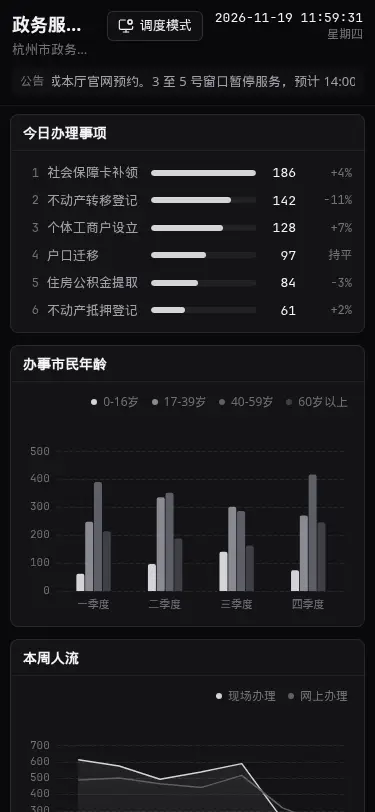 政务服...
杭州市政务...
调度模式
2026-11-19 11:59:31
星期四
公告 或本厅官网预约。3 至 5 号窗口暂停服务，预计 14:00
今日办理事项
1 社会保障卡补领 186 +4%
2 不动产转移登记 142 -11%
3 个体工商户设立 128 +7%
4 户口迁移 97 持平
5 住房公积金提取 84 -3%
6 不动产抵押登记 61 +2%
办事市民年龄
0-16岁 17-39岁 40-59岁 60岁以上
500
400
300
200
100
0
一季度 二季度 三季度 四季度
本周人流
现场办理 网上办理
700
600
500
400
300